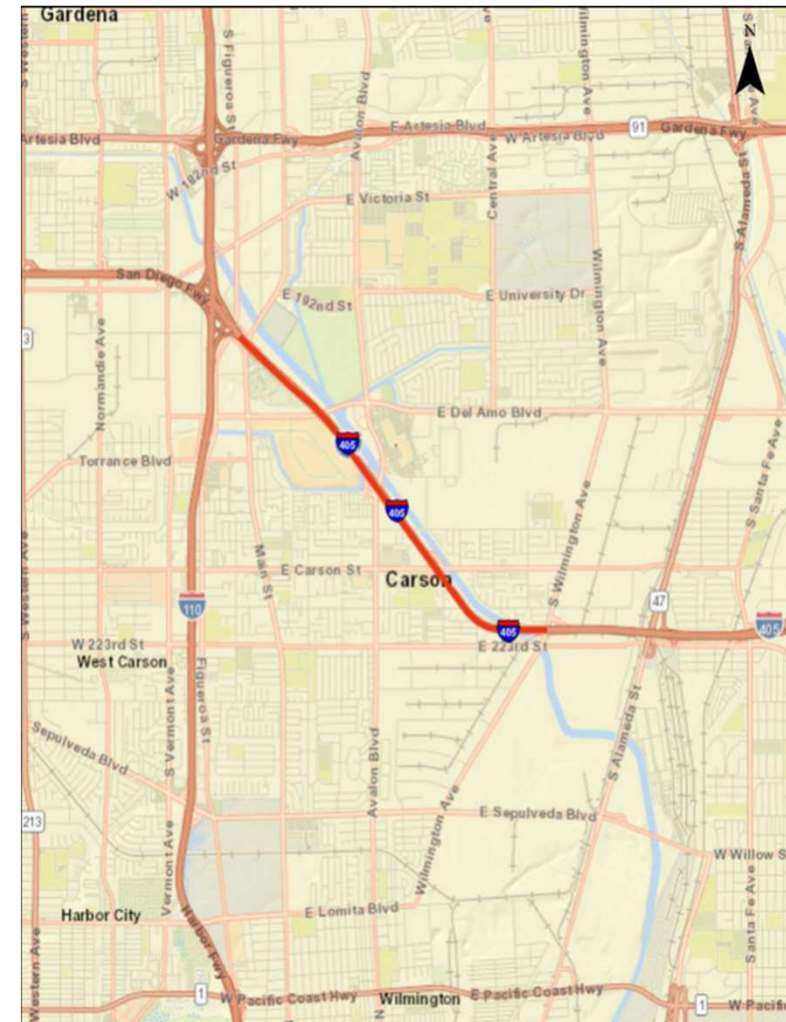 Gardena
N
S Figueroa St
Avalon Blvd
E Artesia Blvd
W Artesia Blvd
91
Gardena Fwy
Artesia Blvd
Gardena Fwy
W 182nd St
E Victoria St
Central Ave
Wilmington Ave
S Alameda St
San Diego Fwy
E 192nd St
E University Dr
Wilmington Ave
Normandie Ave
E Del Amo Blvd
405
Torrance Blvd
S Santa Fe Ave
405
S Wilmington Ave
Main St
E Carson St
Carson
110
47
405
405
W 223rd St
E 223rd St
West Carson
S Vermont Ave
Figueroa St
Sepulveda Blvd
Avalon Blvd
S Alameda St
213
E Sepulveda Blvd
Wilmington Ave
Vermont Ave
W Willow S
Harbor City
E Lomita Blvd
Santa Fe Ave
Harbor Fwy
Western Ave
1
W Pacific Coast Hwy
Wilmington
E Pacific Coast Hwy
1
W Pacifi